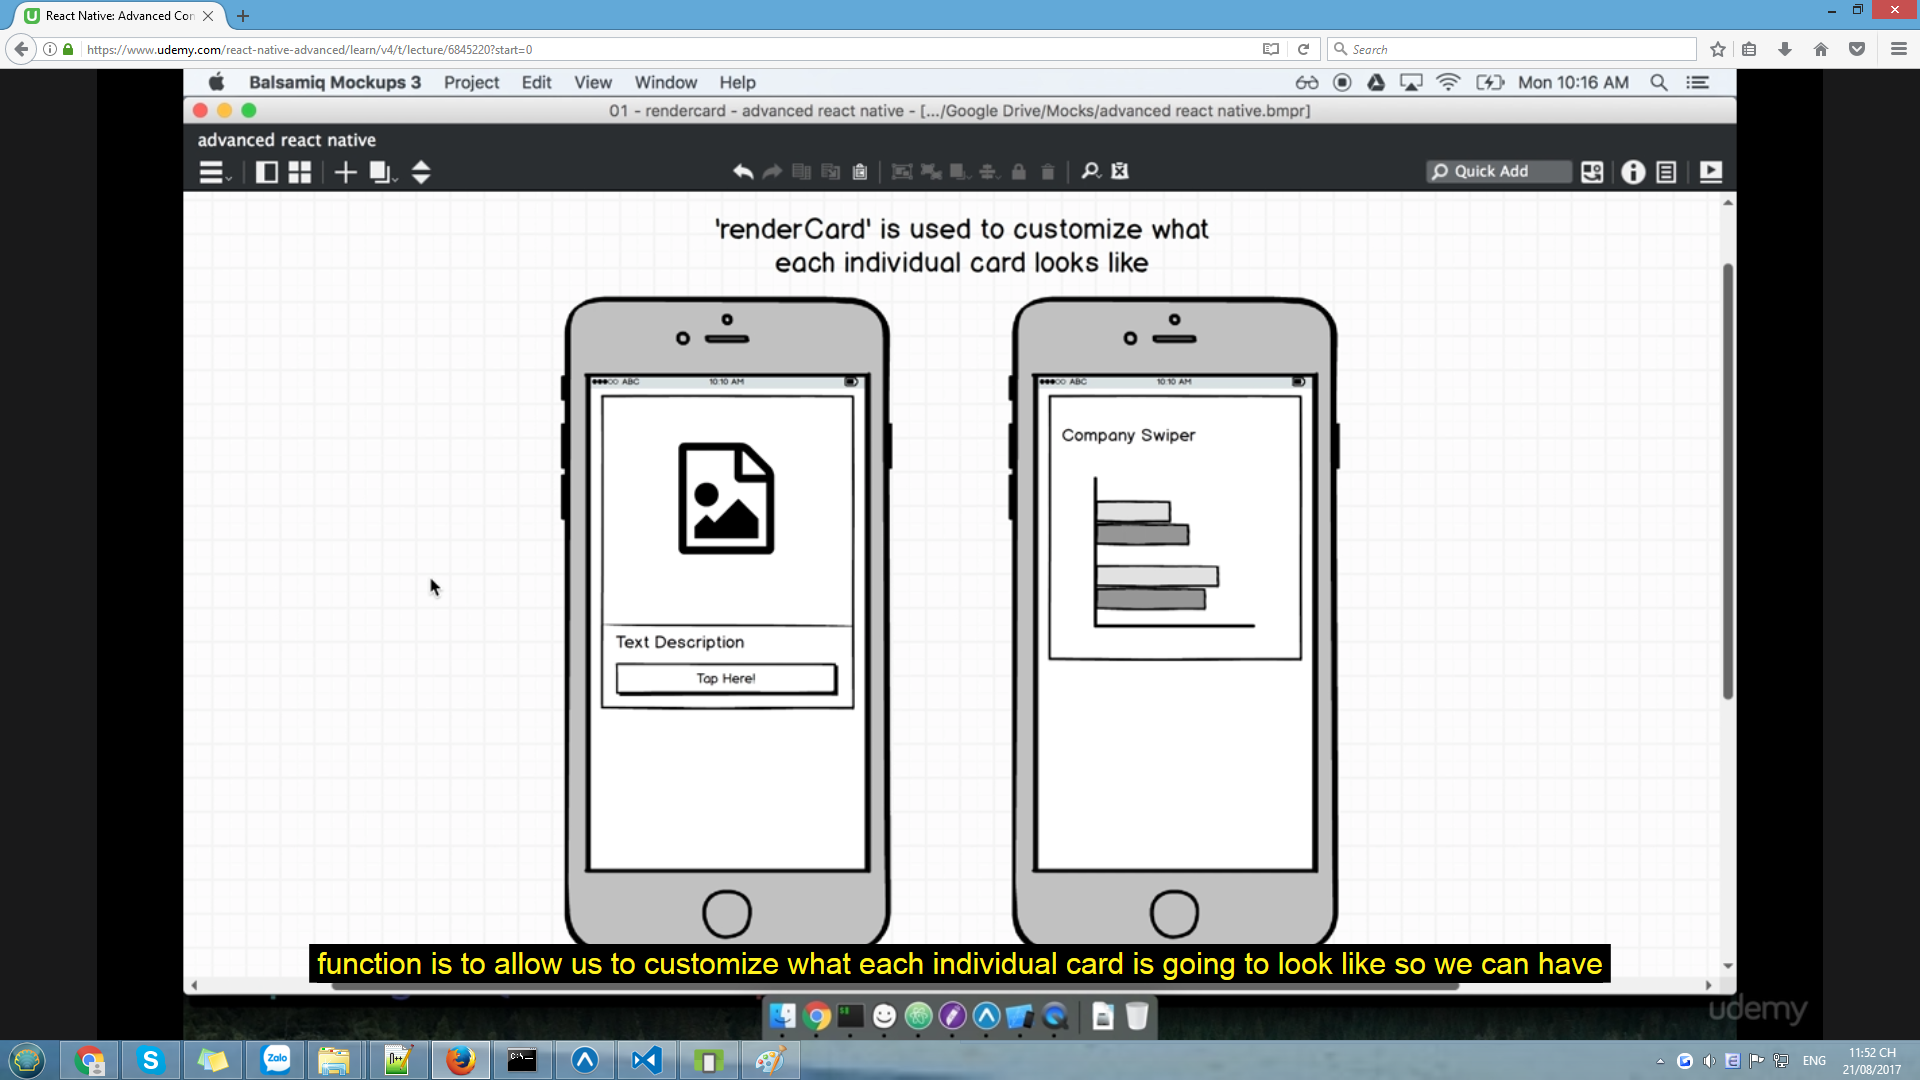 React Native: Advanced Con
https://www.udemy.com/react-native-advanced/learn/v4/t/lecture/6845220?start=0
Search
Balsamiq Mockups 3 Project Edit View Window Help
Mon 10:16 AM
01 - rendercard - advanced react native - [.../Google Drive/Mocks/advanced react native.bmpr]
advanced react native
Quick Add
'renderCard' is used to customize what
each individual card looks like
ABC 10:10 AM
ABC 10:10 AM
Company Swiper
Text Description
Tap Here!
function is to allow us to customize what each individual card is going to look like so we can have
udemy
Zalo
ENG
11:52 CH
21/08/2017